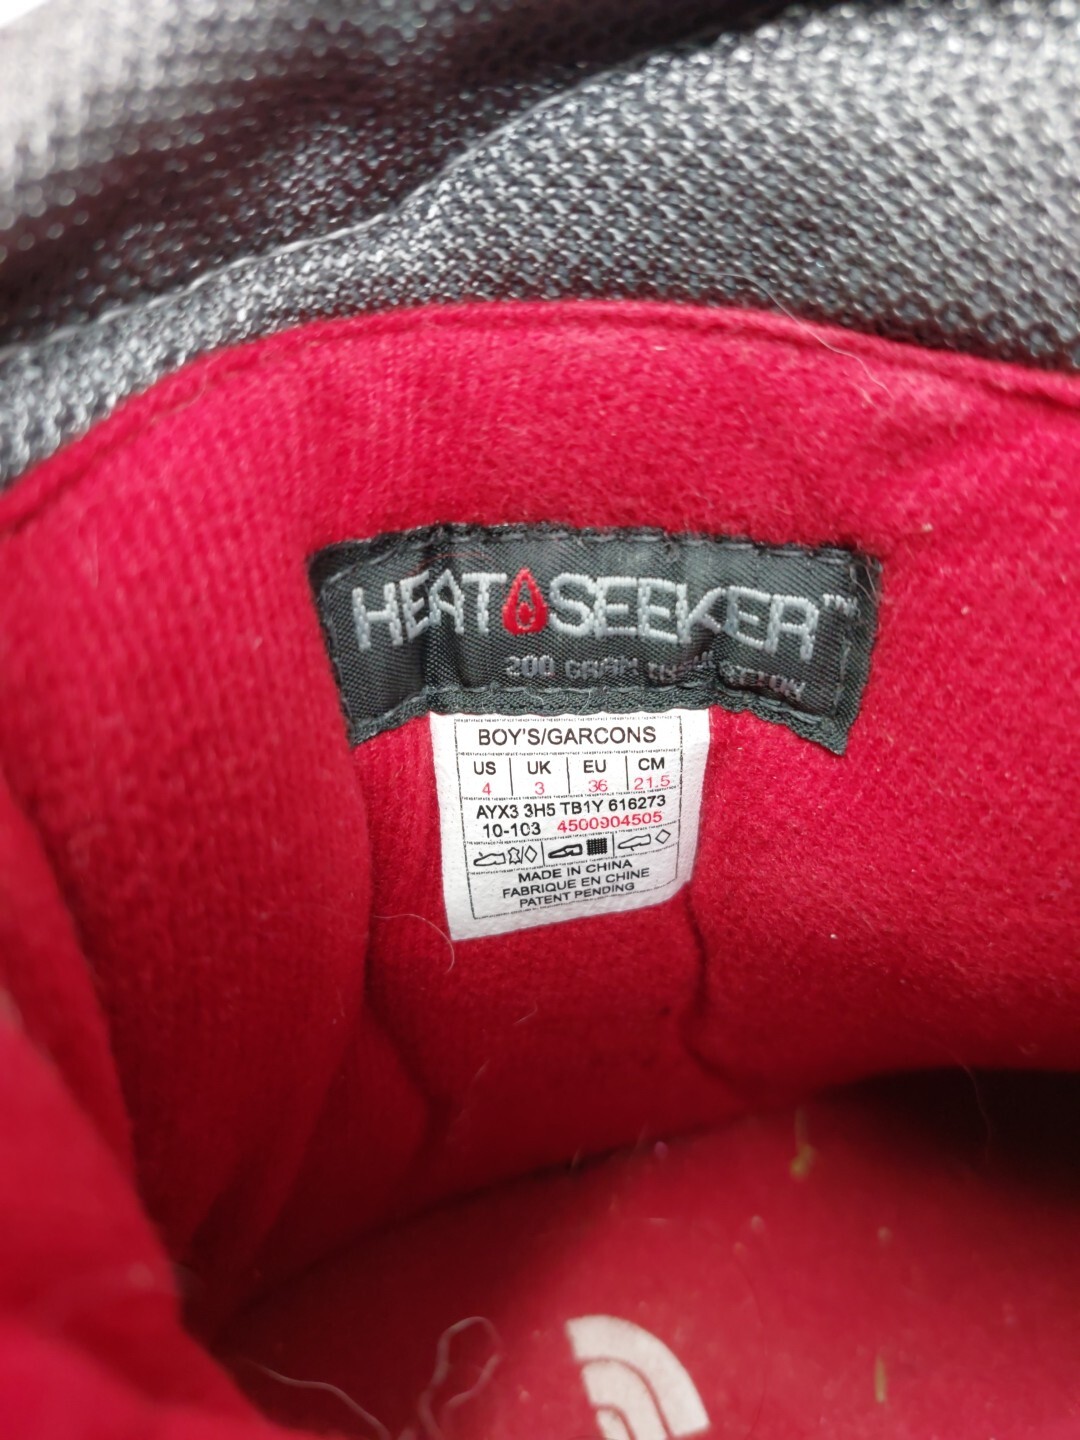 HEAT SEEKER™
200 GRAM INSULATION
BOY'S/GARCONS
US UK EU CM
4 3 36 21.5
AYX3 3H5 TB1Y 616273
10-103 4500904505
MADE IN CHINA
FABRIQUE EN CHINE
PATENT PENDING